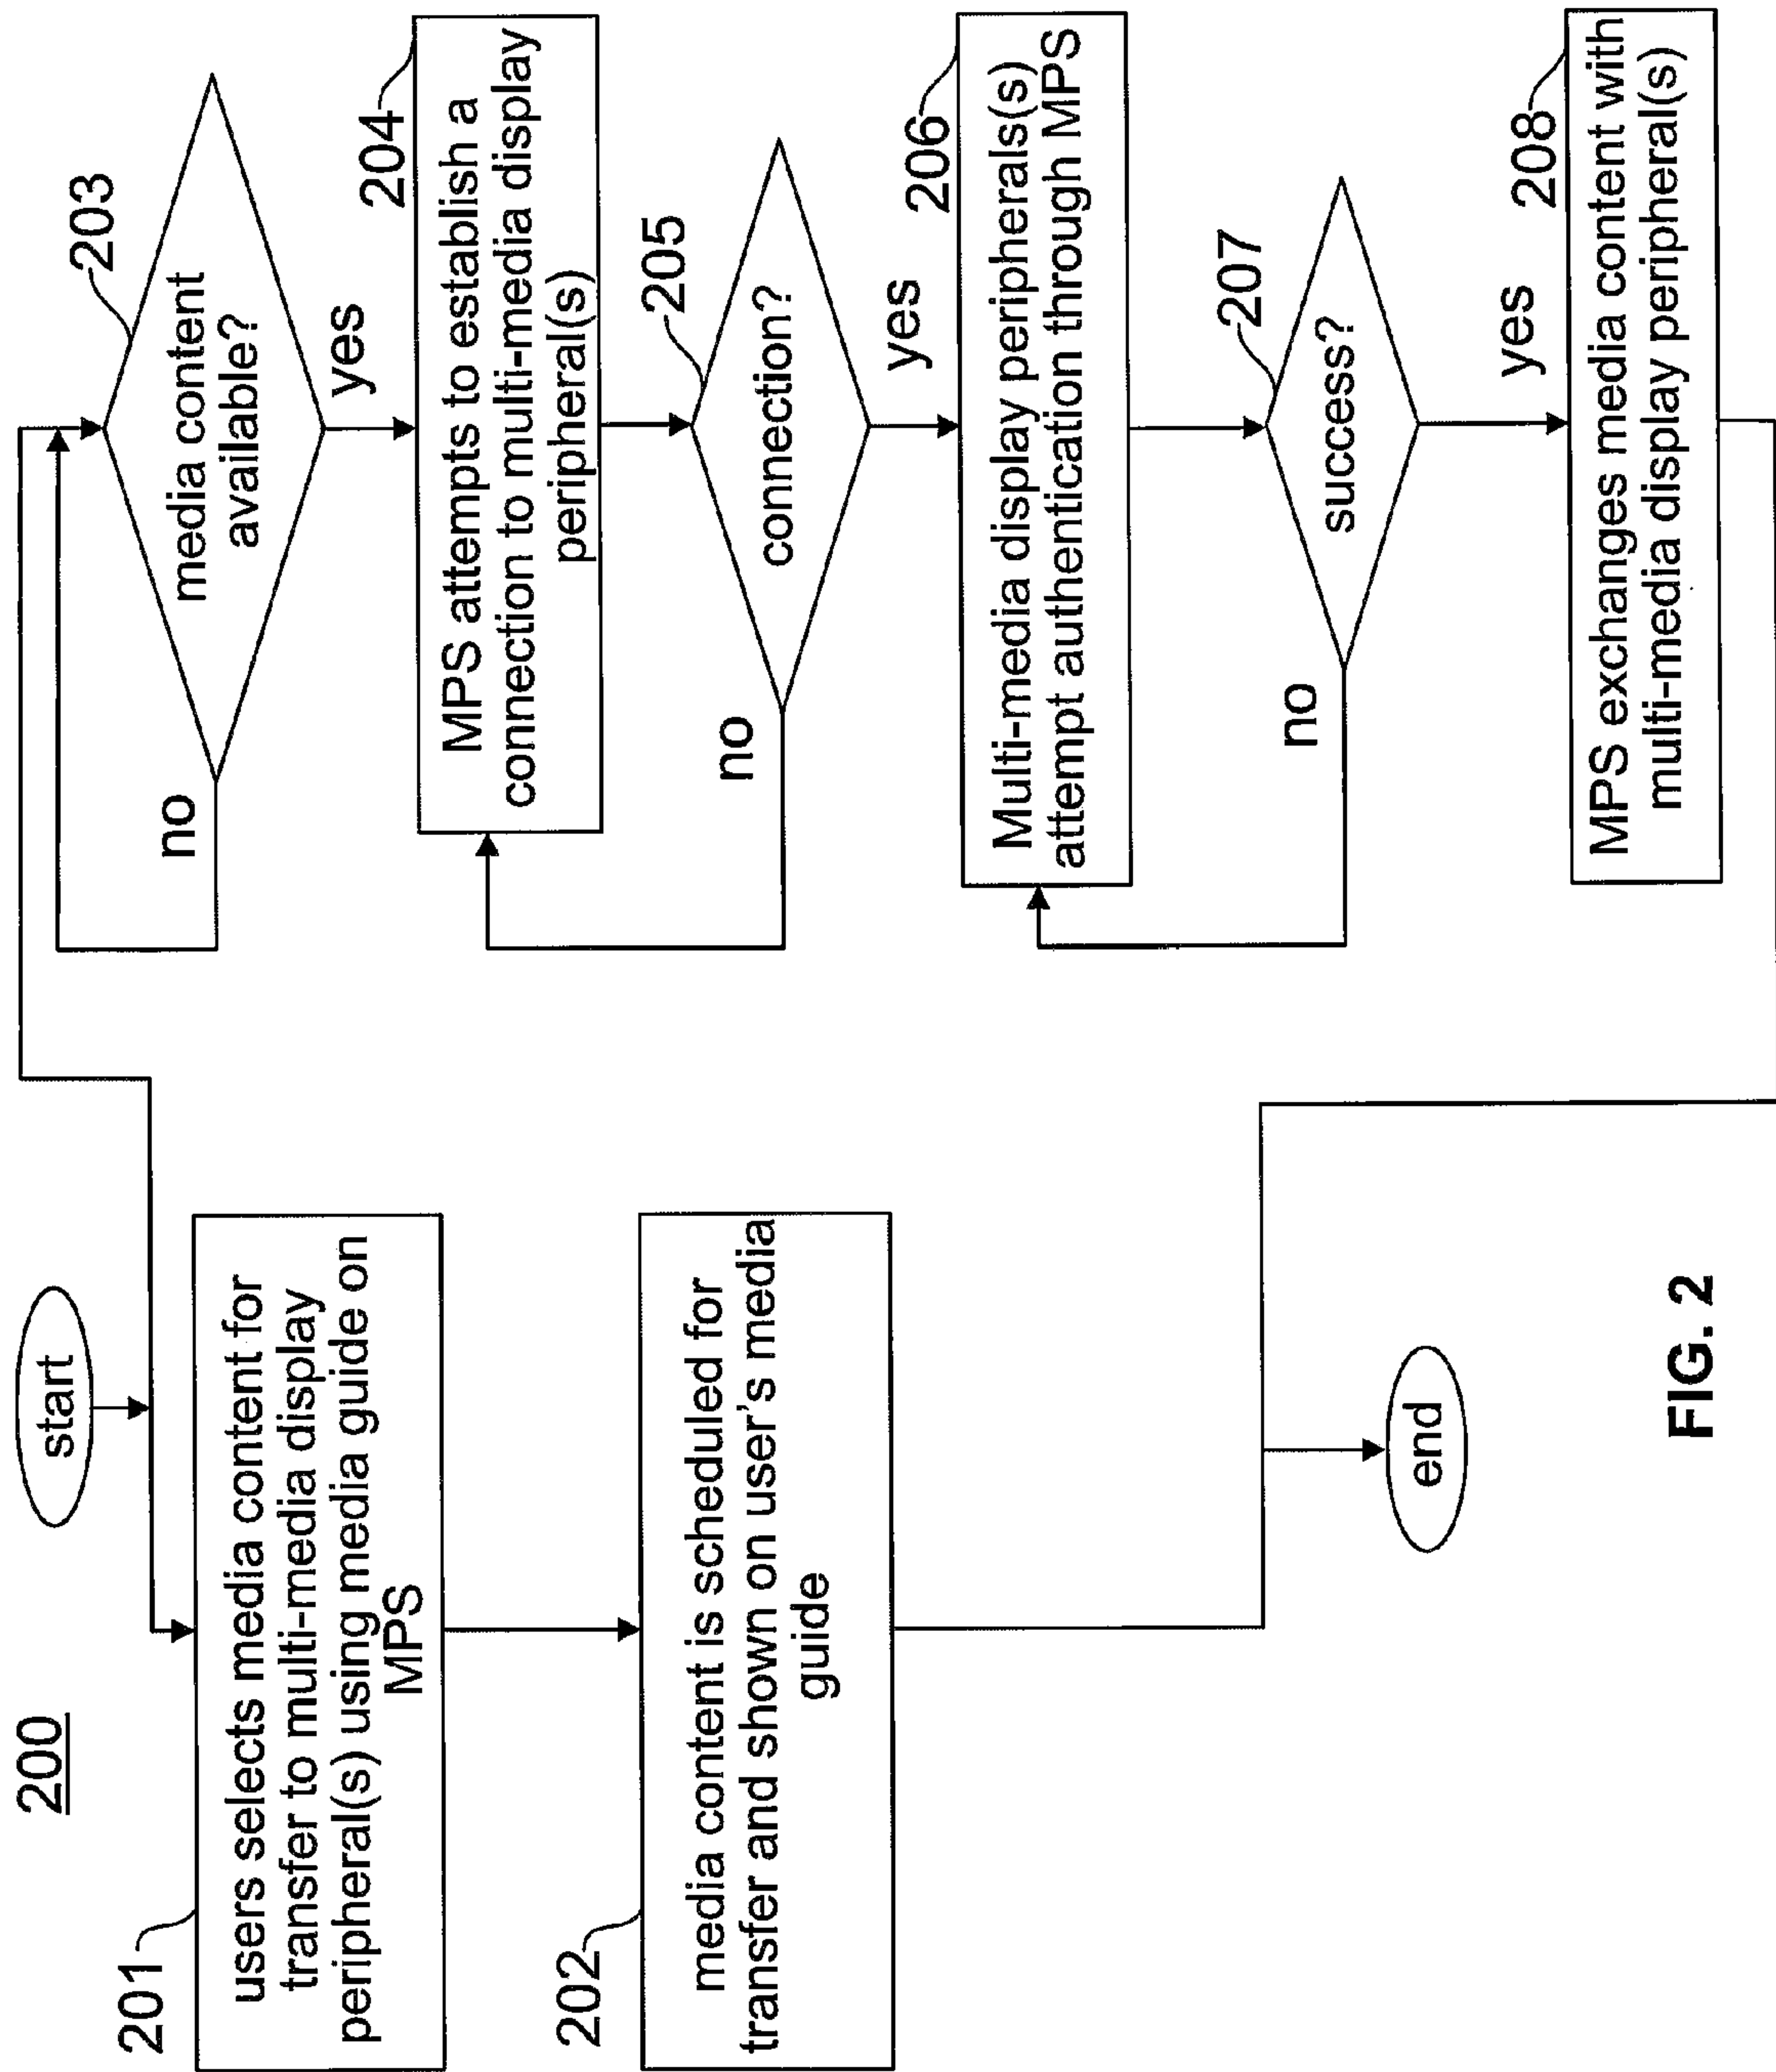 200
start
201
users selects media content for
transfer to multi-media display
peripheral(s) using media guide on
MPS
202
media content is scheduled for
transfer and shown on user's media
guide
203
media content
available?
no
yes
204
MPS attempts to establish a
connection to multi-media display
peripheral(s)
205
connection?
no
yes
206
Multi-media display peripherals(s)
attempt authentication through MPS
207
success?
no
yes
208
MPS exchanges media content with
multi-media display peripheral(s)
end
FIG. 2